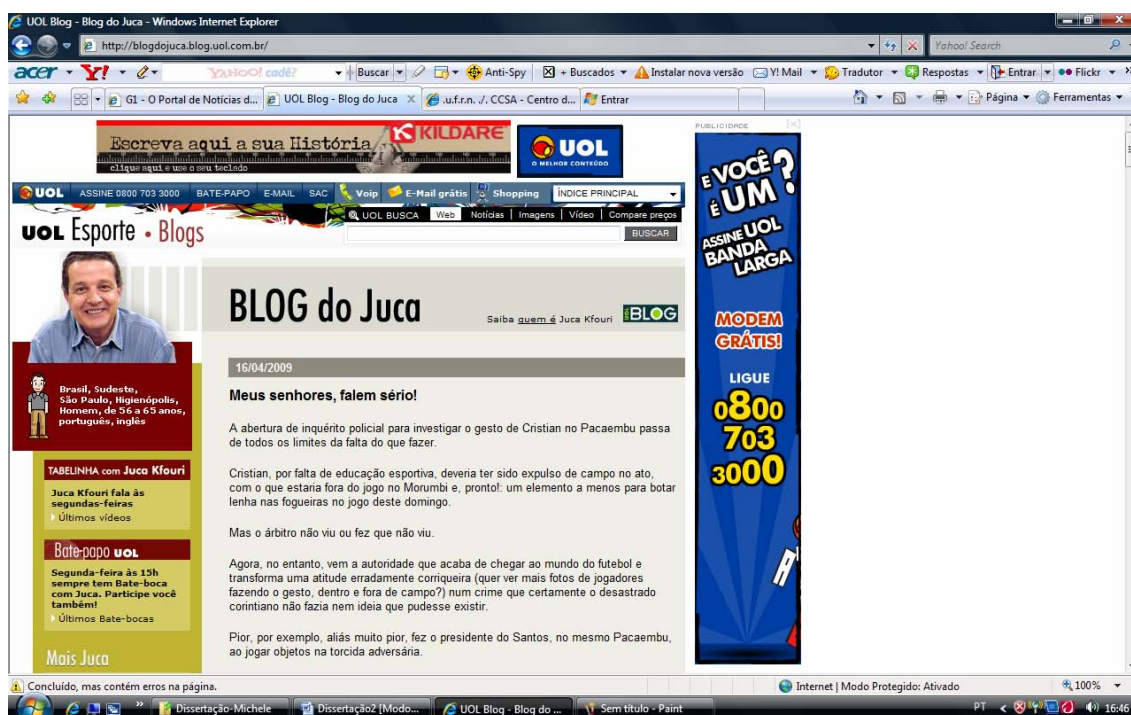 UOL Blog - Blog do Juca - Windows Internet Explorer
http://blogdojuca.blog.uol.com.br/
Yahoo! Search
acer Y! YAHOO! cadê? Buscar Anti-Spy + Buscados Instalar nova versão Y! Mail Tradutor Respostas Entrar Flickr
G1 - O Portal de Notícias d... UOL Blog - Blog do Juca .u.f.r.n. ./. CCSA - Centro d... Entrar Página Ferramentas
Escreva aqui a sua História
clique aqui e use o seu teclado
KILDARE
UOL
O MELHOR CONTEÚDO
UOL ASSINE 0800 703 3000 BATE-PAPO E-MAIL SAC Voip E-Mail grátis Shopping ÍNDICE PRINCIPAL
UOL BUSCA Web Notícias Imagens Vídeo Compare preços
BUSCAR
UOL Esporte • Blogs
BLOG do Juca
Saiba quem é Juca Kfouri
BLOG
Brasil, Sudeste,
São Paulo, Higienópolis,
Homem, de 56 a 65 anos,
português, inglês
TABELINHA com Juca Kfouri
Juca Kfouri fala às
segundas-feiras
Últimos vídeos
Bate-papo UOL
Segunda-feira às 15h
sempre tem Bate-boca
com Juca. Participe você
também!
Últimos Bate-bocas
Mais Juca
16/04/2009
Meus senhores, falem sério!
A abertura de inquérito policial para investigar o gesto de Cristian no Pacaembu passa
de todos os limites da falta do que fazer.
Cristian, por falta de educação esportiva, deveria ter sido expulso de campo no ato,
com o que estaria fora do jogo no Morumbi e, pronto!: um elemento a menos para botar
lenha nas fogueiras no jogo deste domingo.
Mas o árbitro não viu ou fez que não viu.
Agora, no entanto, vem a autoridade que acaba de chegar ao mundo do futebol e
transforma uma atitude erradamente corriqueira (quer ver mais fotos de jogadores
fazendo o gesto, dentro e fora de campo?) num crime que certamente o desastrado
corintiano não fazia nem ideia que pudesse existir.
Pior, por exemplo, aliás muito pior, fez o presidente do Santos, no mesmo Pacaembu,
ao jogar objetos na torcida adversária.
PUBLICIDADE [X]
E VOCÊ?
É UM!
ASSINE UOL
BANDA
LARGA
MODEM
GRÁTIS!
LIGUE
0800
703
3000
Concluído, mas contém erros na página. Internet | Modo Protegido: Ativado 100%
Dissertação-Michele Dissertação2 [Modo... UOL Blog - Blog do ... Sem título - Paint PT 16:46